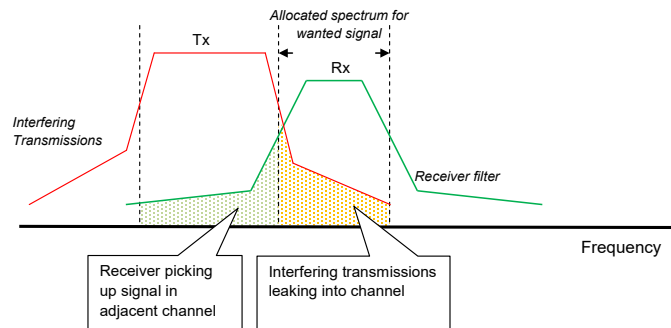 Allocated spectrum for
wanted signal
Tx
Rx
Interfering
Transmissions
Receiver filter
Frequency
Receiver picking
up signal in
adjacent channel
Interfering transmissions
leaking into channel